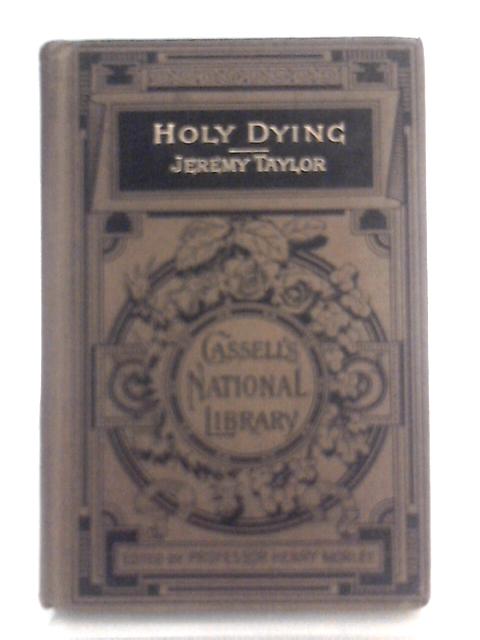 HOLY DYING
JEREMY TAYLOR
CASSELL'S
NATIONAL
LIBRARY
EDITED BY PROFESSOR HENRY MORLEY